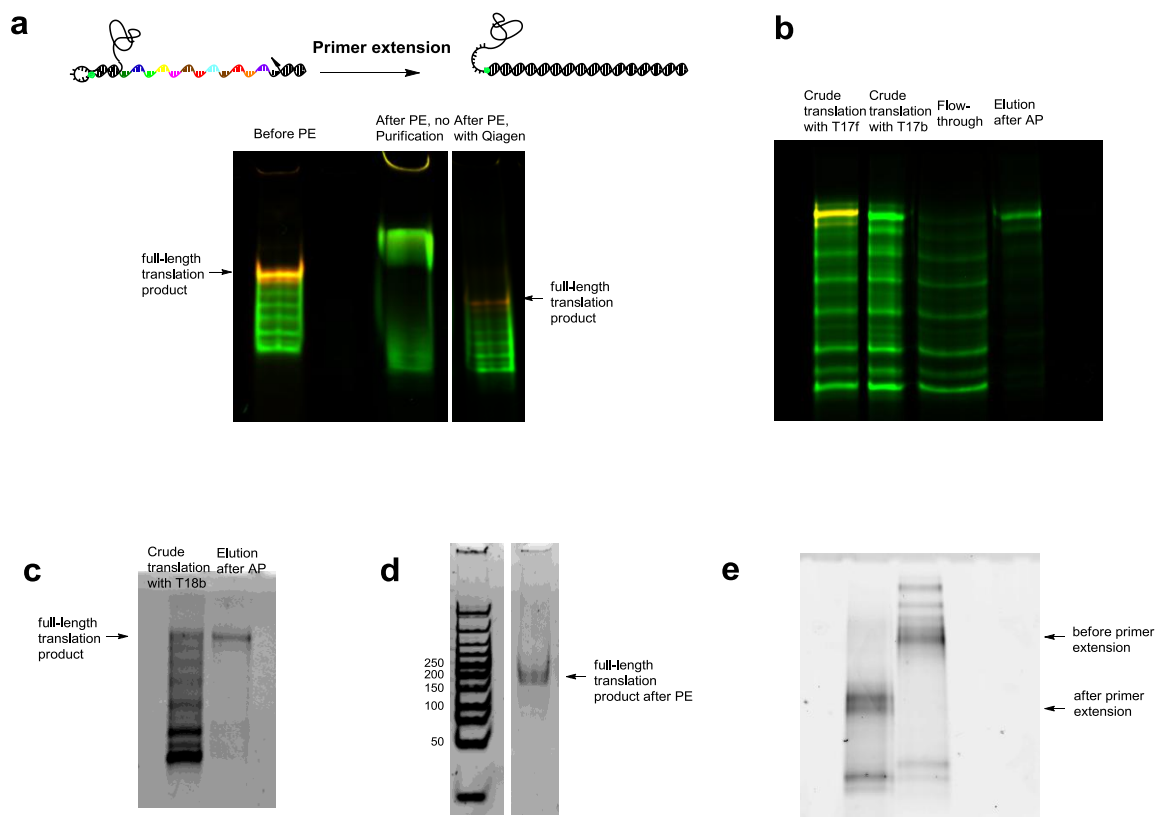 a
Primer extension
Before PE
After PE, no
Purification
After PE,
with Qiagen
full-length
translation
product
full-length
translation
product
b
Crude
translation
with T17f
Crude
translation
with T17b
Flow-
through
Elution
after AP
c
Crude
translation
with T18b
Elution
after AP
full-length
translation
product
d
250
200
150
100
50
full-length
translation
product after PE
e
before primer
extension
after primer
extension